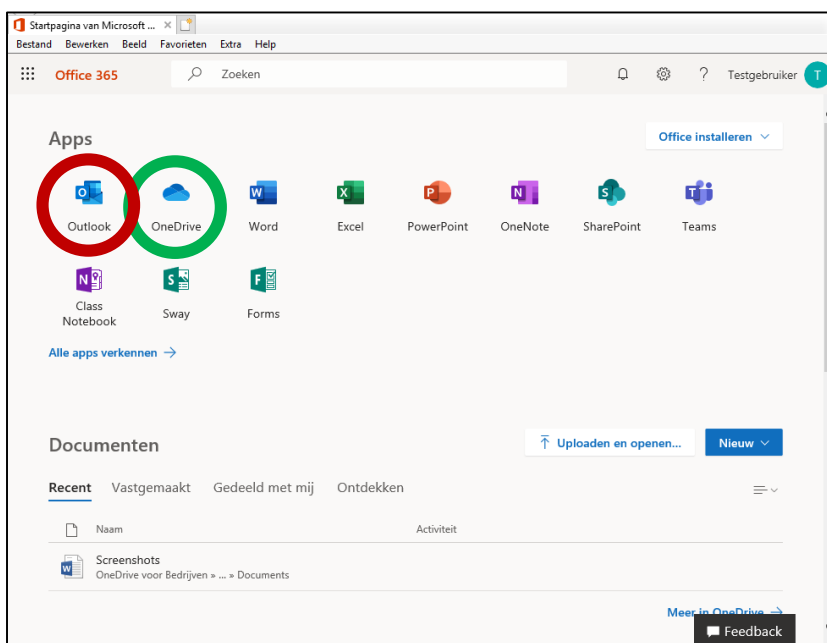 Startpagina van Microsoft ...
Bestand Bewerken Beeld Favorieten Extra Help
Office 365 Zoeken ? Testgebruiker T
Apps Office installeren
Outlook OneDrive Word Excel PowerPoint OneNote SharePoint Teams
Class Notebook Sway Forms
Alle apps verkennen →
Documenten Uploaden en openen... Nieuw
Recent Vastgemaakt Gedeeld met mij Ontdekken
Naam Activiteit
Screenshots
OneDrive voor Bedrijven » ... » Documents
Meer in OneDrive →
Feedback